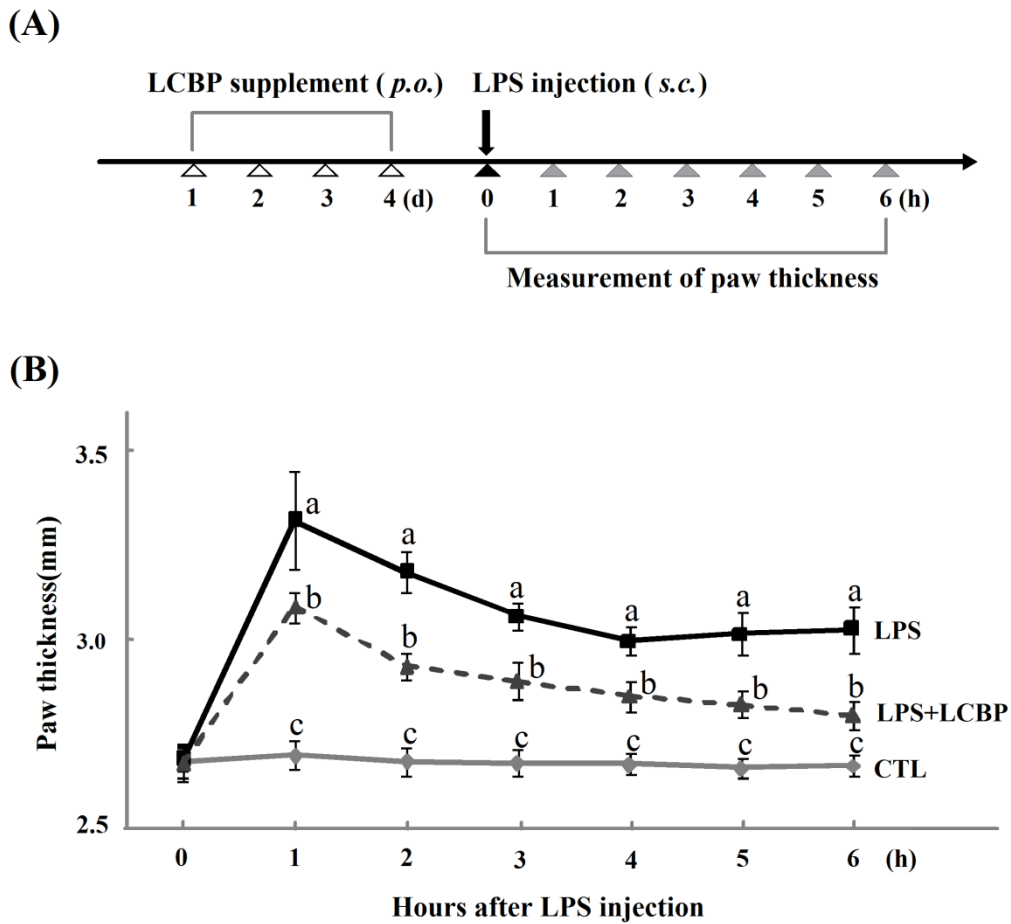 (A)
LCBP supplement ( p.o.) LPS injection ( s.c.)
1 2 3 4 (d) 0 1 2 3 4 5 6 (h)
Measurement of paw thickness
(B)
Paw thickness(mm)
3.5
3.0
2.5
a a a a a a
LPS
b b b b b b
LPS+LCBP
c c c c c c
CTL
0 1 2 3 4 5 6 (h)
Hours after LPS injection